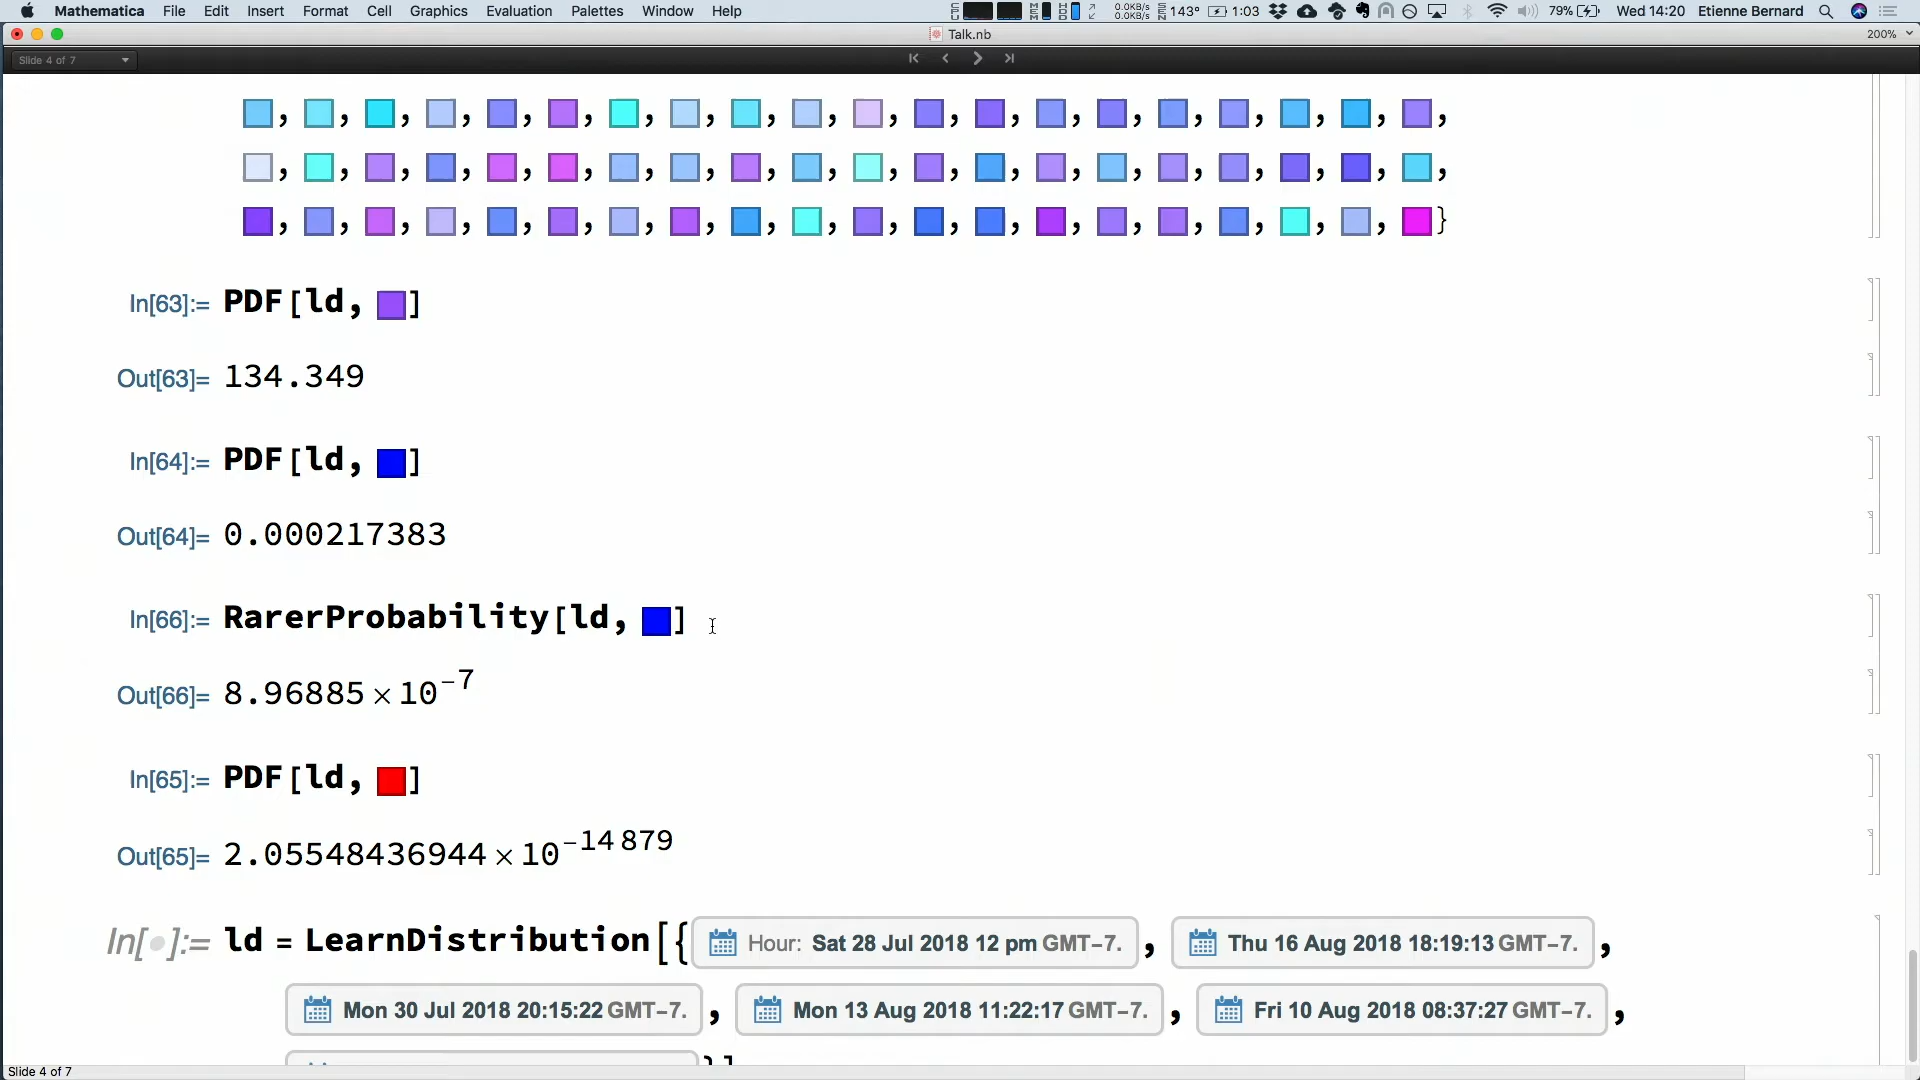 Mathematica File Edit Insert Format Cell Graphics Evaluation Palettes Window Help 0.0KB/s 0.0KB/s 143° 1:03 79% Wed 14:20 Etienne Bernard
Talk.nb 200%
Slide 4 of 7
, , , , , , , , , , , , , , , , , , , ,
, , , , , , , , , , , , , , , , , , , ,
, , , , , , , , , , , , , , , , , , , }
In[63]:= PDF[ld, ]
Out[63]= 134.349
In[64]:= PDF[ld, ]
Out[64]= 0.000217383
In[66]:= RarerProbability[ld, ]
Out[66]= 8.96885×10^-7
In[65]:= PDF[ld, ]
Out[65]= 2.05548436944×10^-14 879
In[•]:= ld = LearnDistribution[{ Hour: Sat 28 Jul 2018 12 pm GMT-7. , Thu 16 Aug 2018 18:19:13 GMT-7. ,
Mon 30 Jul 2018 20:15:22 GMT-7. , Mon 13 Aug 2018 11:22:17 GMT-7. , Fri 10 Aug 2018 08:37:27 GMT-7. ,
}]
Slide 4 of 7